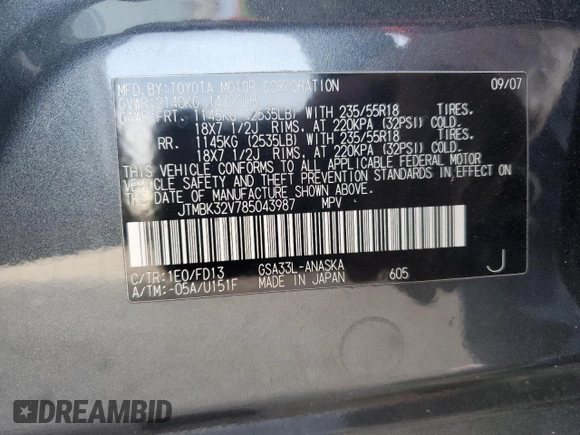 MFD. BY: TOYOTA MOTOR CORPORATION 09/07
GVWR: 2140KG
GAWR: FRT. 1145KG (2535LB) WITH 235/55R18 TIRES.
18X7 1/2J RIMS. AT 220KPA (32PSI) COLD.
RR. 1145KG (2535LB) WITH 235/55R18 TIRES.
18X7 1/2J RIMS. AT 220KPA (32PSI) COLD.
THIS VEHICLE CONFORMS TO ALL APPLICABLE FEDERAL MOTOR
VEHICLE SAFETY AND THEFT PREVENTION STANDARDS IN EFFECT ON
THE DATE OF MANUFACTURE SHOWN ABOVE.
JTMBK32V785043987 MPV
C/TR: 1E0/FD13 GSA33L-ANASKA
A/TM: -05A/U151F MADE IN JAPAN 605 J
DREAMBID